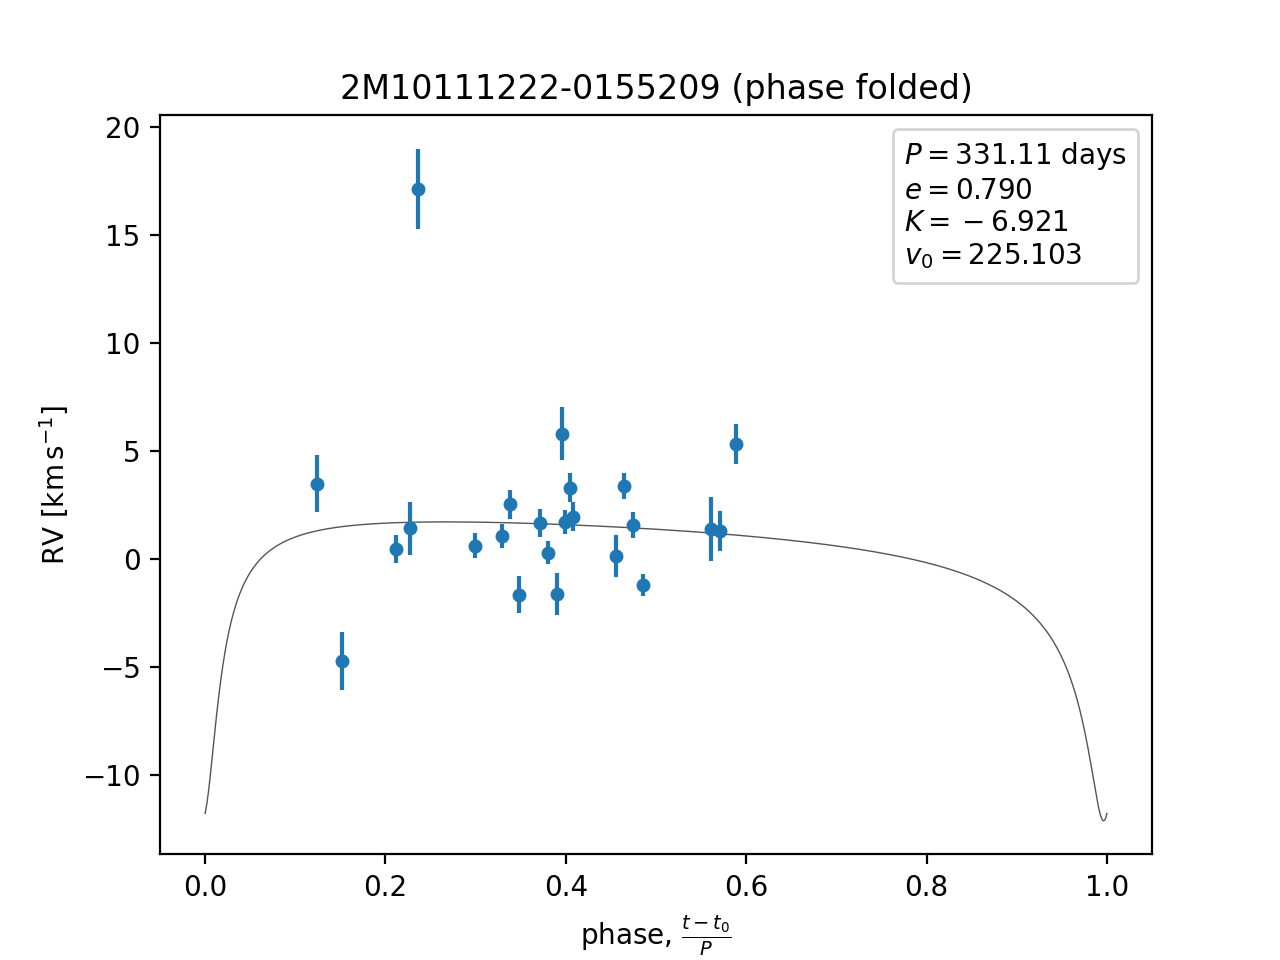 2M10111222-0155209 (phase folded)
P = 331.11 days
e = 0.790
K = −6.921
v₀ = 225.103
20
15
10
5
0
−5
−10
RV [km s⁻¹]
0.0 0.2 0.4 0.6 0.8 1.0
phase, (t − t₀)/P